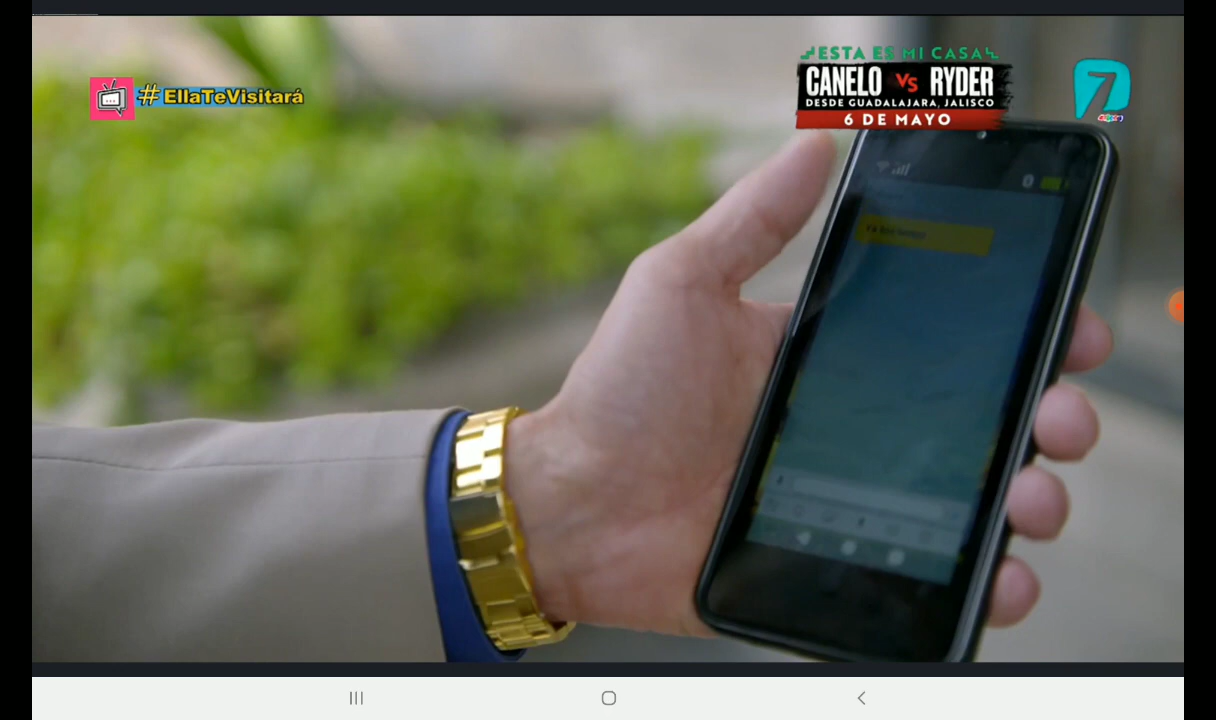 # EllaTeVisitará
ESTA ES MI CASA
CANELO VS RYDER
DESDE GUADALAJARA, JALISCO
6 DE MAYO
7